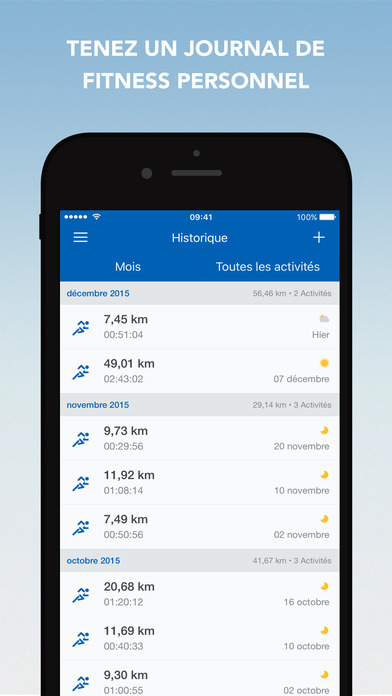 TENEZ UN JOURNAL DE
FITNESS PERSONNEL
09:41
100%
Historique
Mois
Toutes les activités
décembre 2015
56,46 km • 2 Activités
7,45 km
00:51:04
Hier
49,01 km
02:43:02
07 décembre
novembre 2015
29,14 km • 3 Activités
9,73 km
00:29:56
20 novembre
11,92 km
01:08:14
10 novembre
7,49 km
00:50:56
02 novembre
octobre 2015
41,67 km • 3 Activités
20,68 km
01:20:12
16 octobre
11,69 km
00:40:33
10 octobre
9,30 km
01:00:55
02 octobre